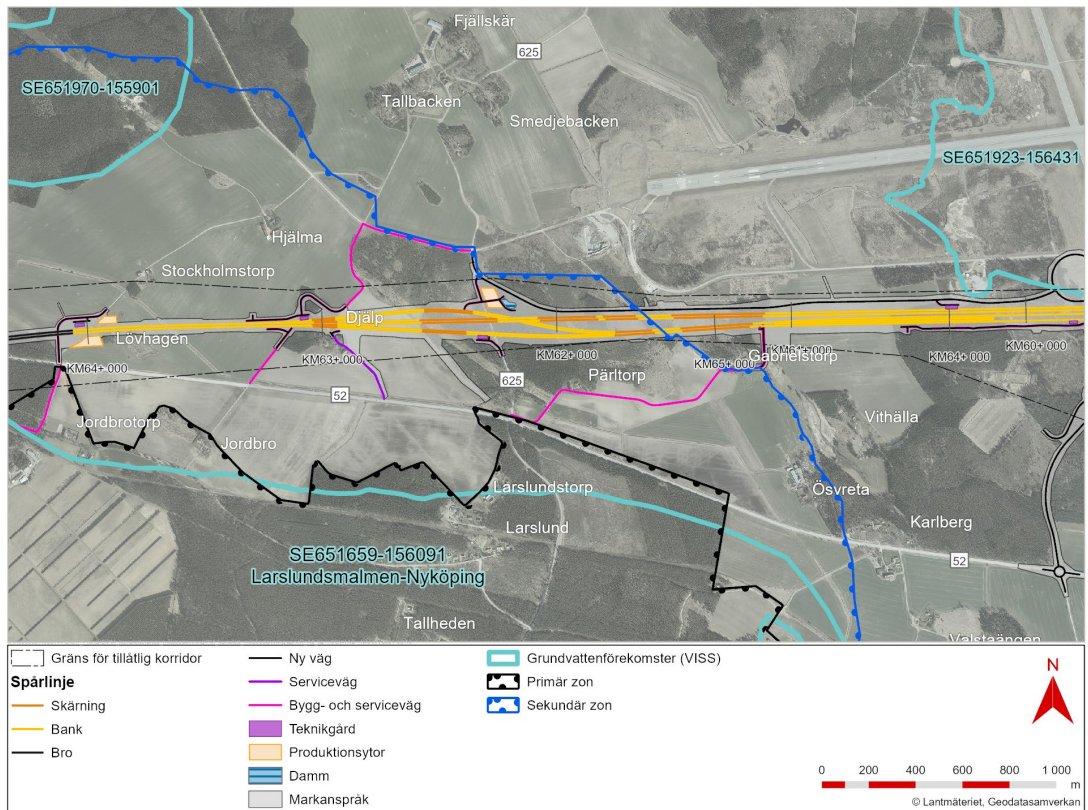 Fjällskär
625
SE651970-155901
Tallbacken
Smedjebacken
SE651923-156431
Hjälma
Stockholmstorp
Djälp
Lövhagen
KM64+ 000
KM63+ 000
KM62+ 000
KM65+ 000
Gabrielstorp
KM64+ 000
KM60+ 000
625
Pärltorp
52
Jordbrotorp
Jordbro
Vithälla
Larslundstorp
Ösvreta
Larslund
Karlberg
SE651659-156091
Larslundsmalmen-Nyköping
52
Tallheden
Valstaängen
Gräns för tillåtlig korridor
Spårlinje
Skärning
Bank
Bro
Ny väg
Serviceväg
Bygg- och serviceväg
Teknikgård
Produktionsytor
Damm
Markanspråk
Grundvattenförekomster (VISS)
Primär zon
Sekundär zon
N
0 200 400 600 800 1 000
m
© Lantmäteriet, Geodatasamverkan